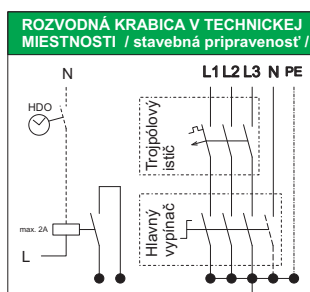 ROZVODNÁ KRABICA V TECHNICKEJ
MIESTNOSTI / stavebná pripravenosť /
N
L1 L2 L3 N PE
HDO
Trojpólový
istič
max. 2A
Hlavný
vypínač
L